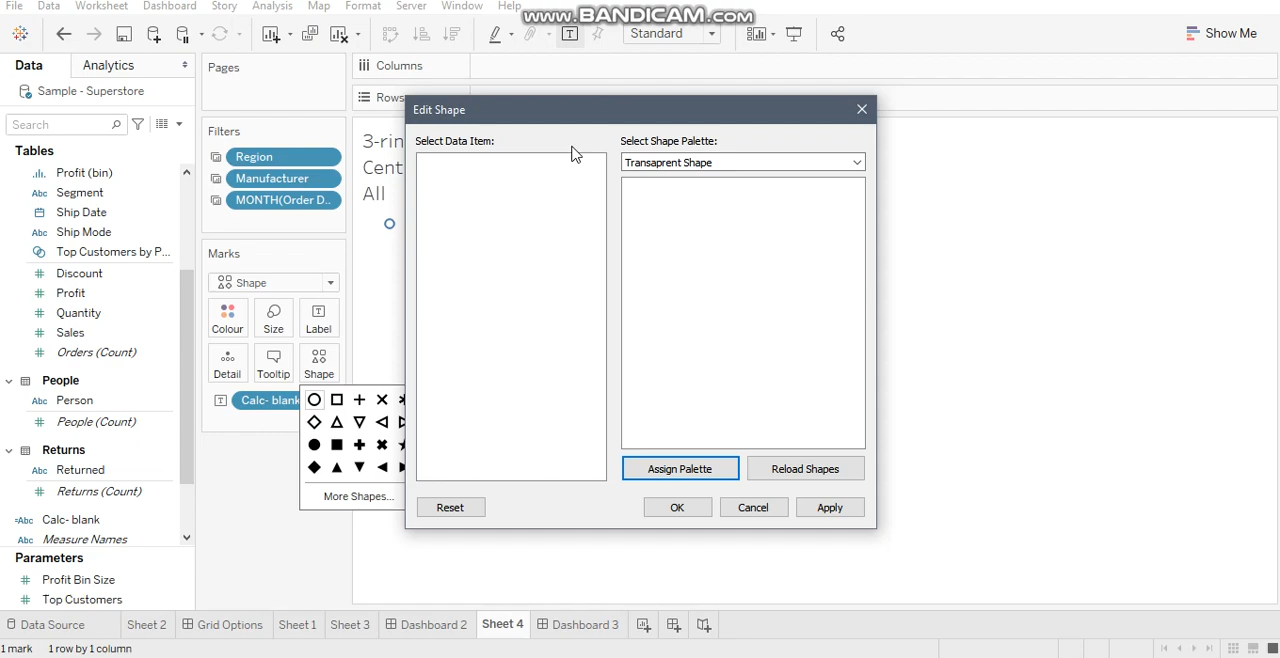 File Data Worksheet Dashboard Story Analysis Map Format Server Window Help
www.BANDICAM.com
Standard
Show Me
Data Analytics
Pages
Columns
Rows
Sample - Superstore
Search
Tables
Profit (bin)
Segment
Ship Date
Ship Mode
Top Customers by P...
Discount
Profit
Quantity
Sales
Orders (Count)
People
Person
People (Count)
Returns
Returned
Returns (Count)
Calc- blank
Measure Names
Parameters
Profit Bin Size
Top Customers
Filters
Region
Manufacturer
MONTH(Order D..
Marks
Shape
Colour Size Label
Detail Tooltip Shape
Calc- blank
More Shapes...
3-rin
Cent
All
Edit Shape
Select Data Item:
Select Shape Palette:
Transaprent Shape
Assign Palette Reload Shapes
Reset OK Cancel Apply
Data Source Sheet 2 Grid Options Sheet 1 Sheet 3 Dashboard 2 Sheet 4 Dashboard 3
1 mark 1 row by 1 column